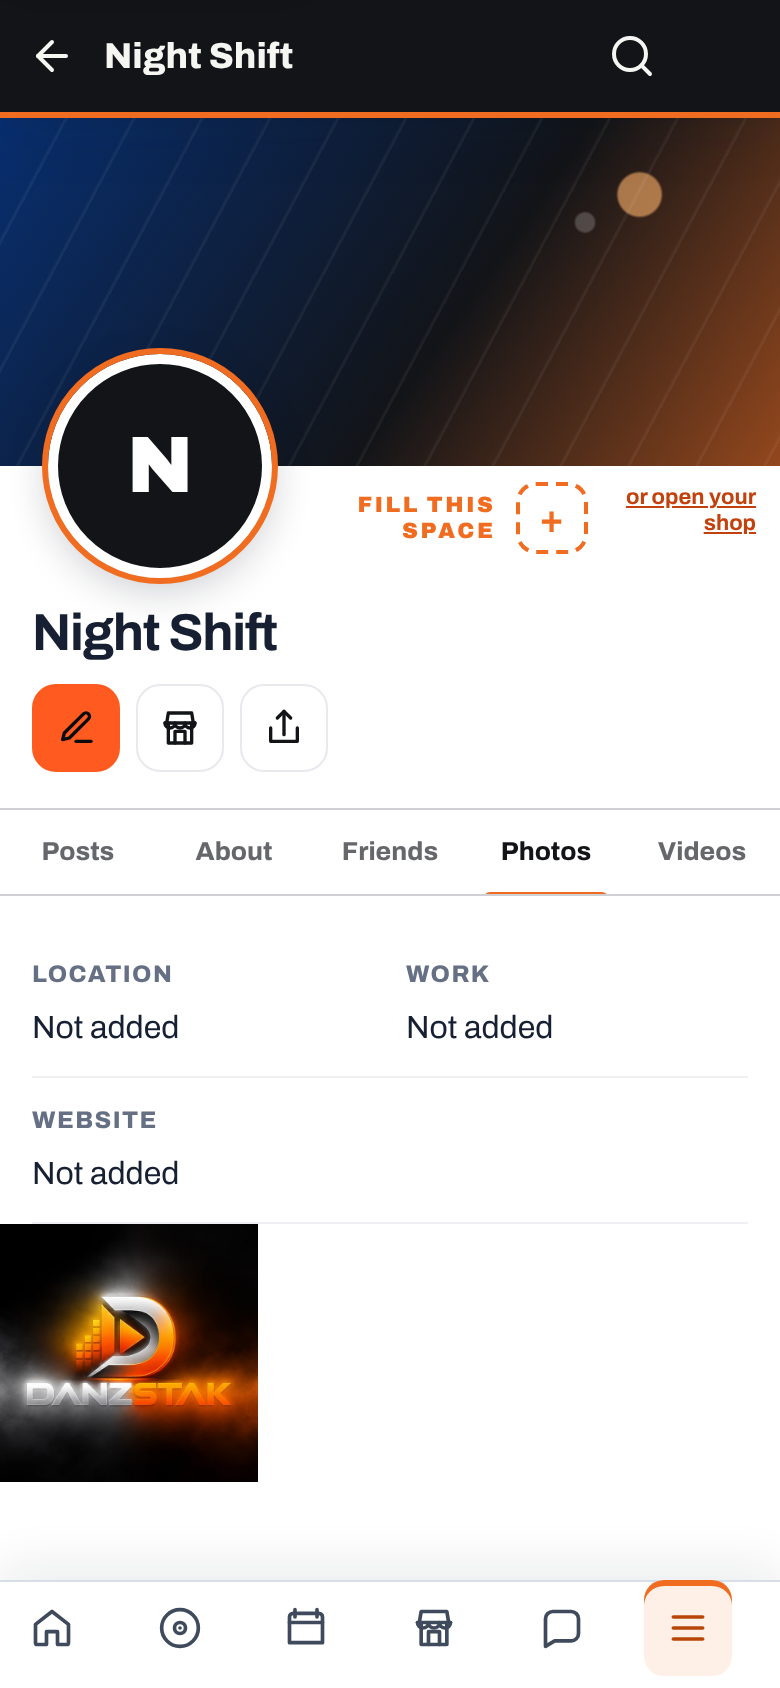 Night Shift
N
FILL THIS
SPACE
+
or open your
shop
Night Shift
Posts
About
Friends
Photos
Videos
LOCATION
WORK
Not added
Not added
WEBSITE
Not added
D
DANZSTAK